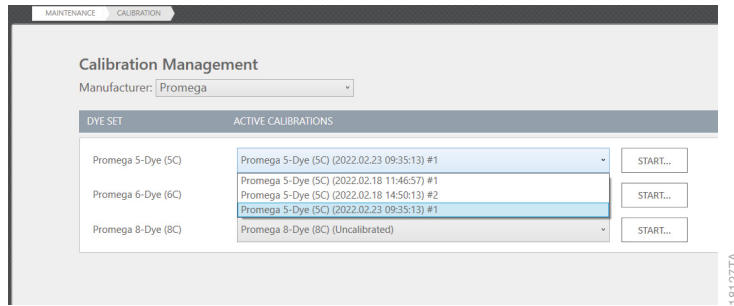 MAINTENANCE CALIBRATION
Calibration Management
Manufacturer: Promega
DYE SET ACTIVE CALIBRATIONS
Promega 5-Dye (5C) Promega 5-Dye (5C) (2022.02.23 09:35:13) #1 START...
Promega 5-Dye (5C) (2022.02.18 11:46:57) #1
Promega 6-Dye (6C) Promega 5-Dye (5C) (2022.02.18 14:50:13) #2 START...
Promega 5-Dye (5C) (2022.02.23 09:35:13) #1
Promega 8-Dye (8C) Promega 8-Dye (8C) (Uncalibrated) START...
18127TA